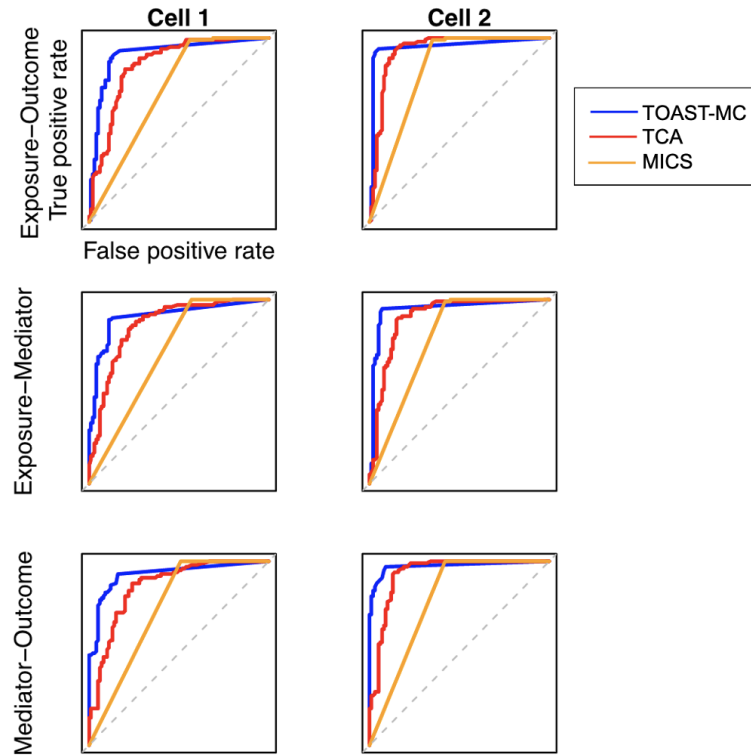 Cell 1
Cell 2
Exposure–Outcome
True positive rate
False positive rate
TOAST-MC
TCA
MICS
Exposure–Mediator
Mediator–Outcome